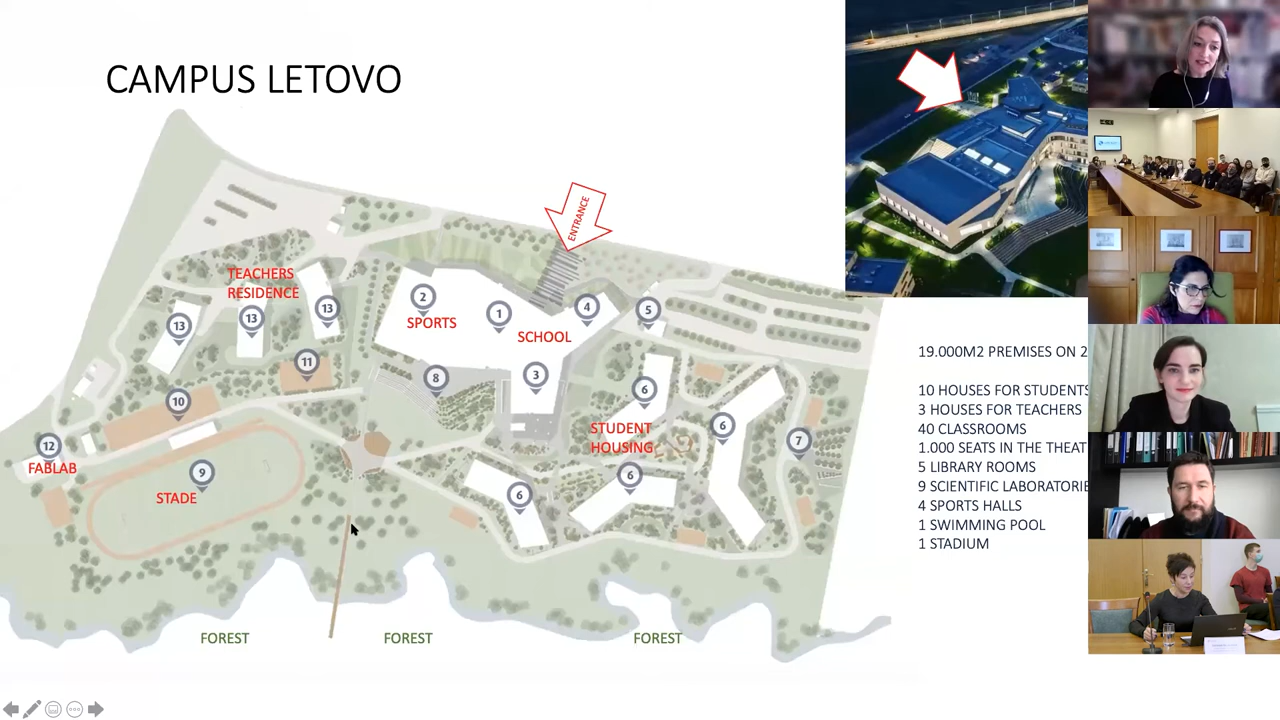 CAMPUS LETOVO
ENTRANCE
TEACHERS
RESIDENCE
13
13
13
2
SPORTS
1
SCHOOL
4
5
3
8
11
10
12
FABLAB
9
STADE
6
STUDENT
HOUSING
6
6
6
7
FOREST
FOREST
FOREST
19.000M2 PREMISES ON 2
10 HOUSES FOR STUDENTS
3 HOUSES FOR TEACHERS
40 CLASSROOMS
1.000 SEATS IN THE THEAT
5 LIBRARY ROOMS
9 SCIENTIFIC LABORATORIE
4 SPORTS HALLS
1 SWIMMING POOL
1 STADIUM